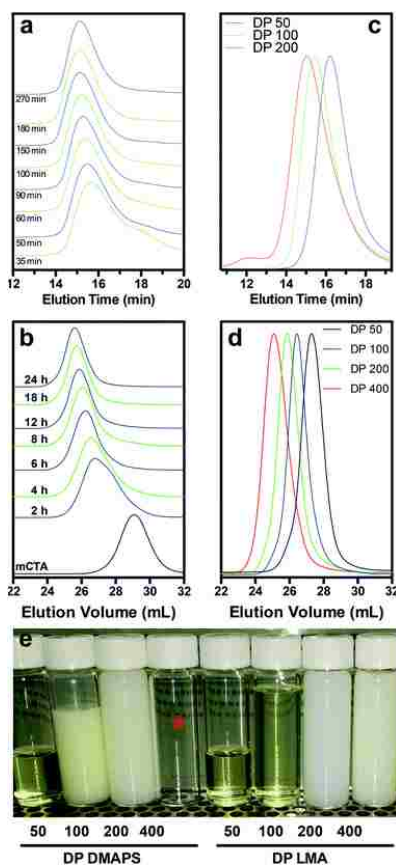 a
270 min
180 min
150 min
100 min
90 min
60 min
50 min
35 min
12 13 14 15 16 17 18 19 20
Elution Time (min)
c
DP 50
DP 100
DP 200
12 14 16 18
Elution Time (min)
b
24 h
18 h
12 h
8 h
6 h
4 h
2 h
mCTA
22 24 26 28 30 32
Elution Volume (mL)
d
DP 50
DP 100
DP 200
DP 400
22 24 26 28 30 32
Elution Volume (mL)
e
50 100 200 400 50 100 200 400
DP DMAPS DP LMA